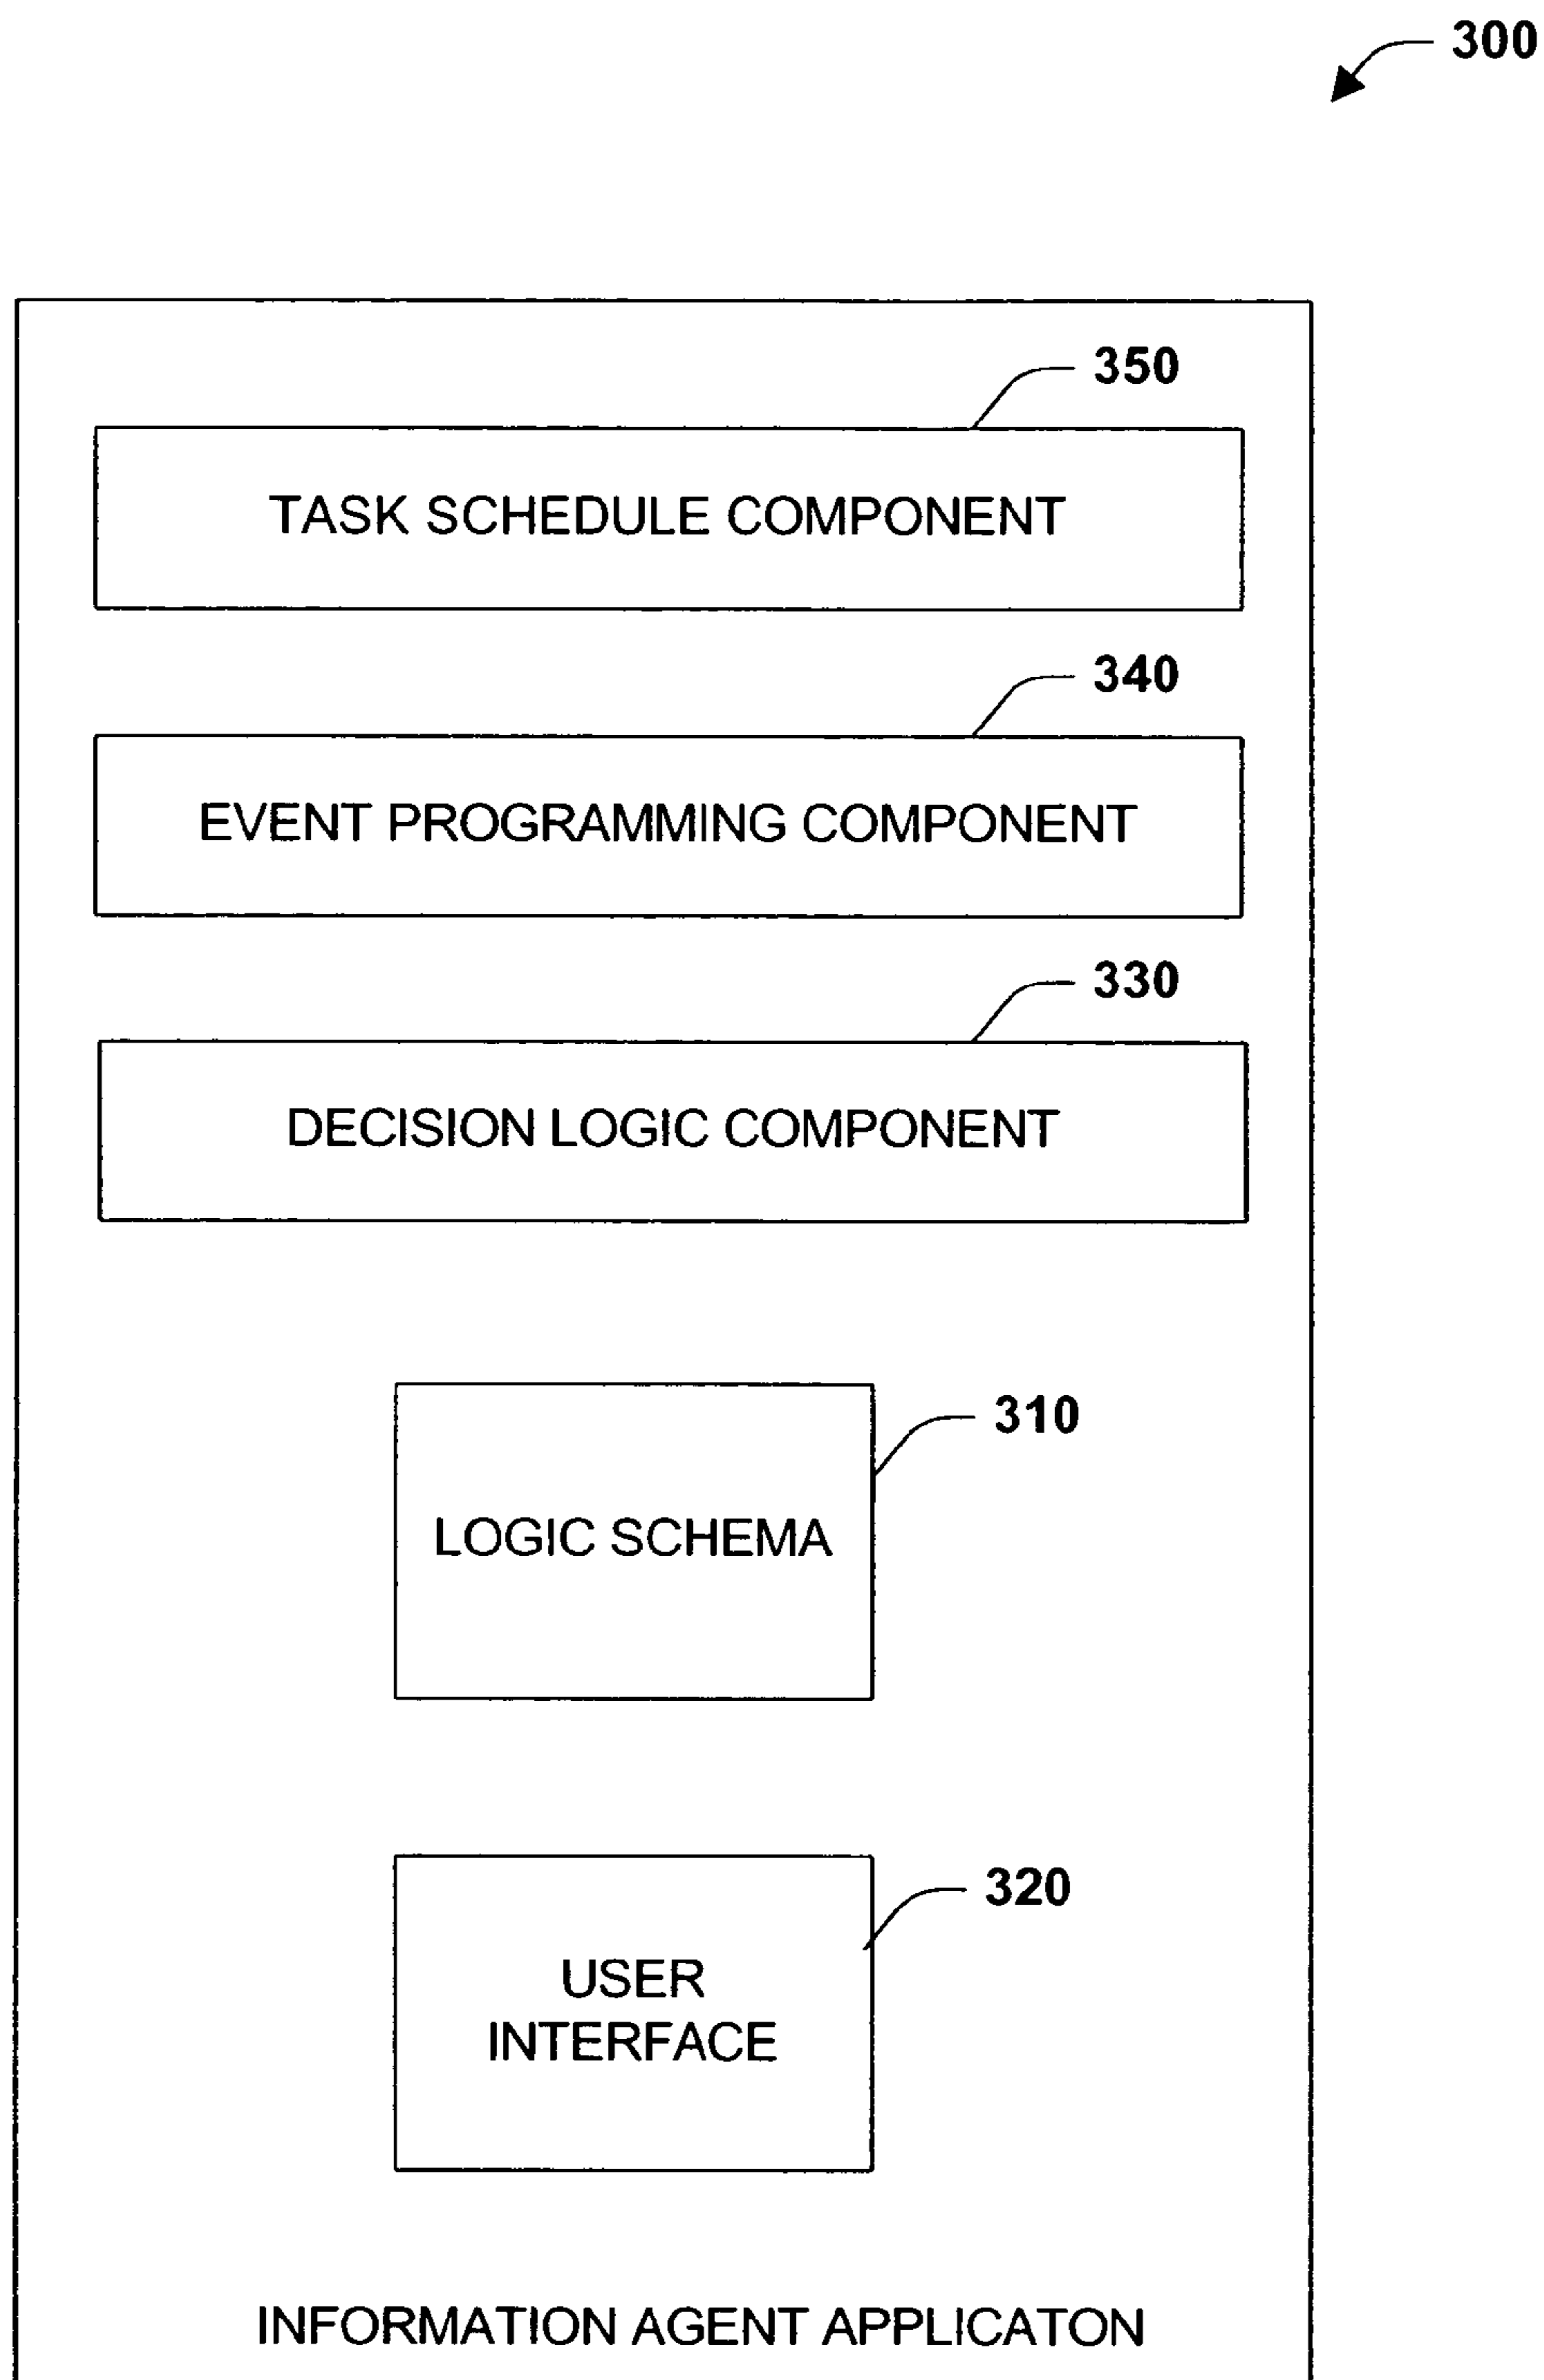 300
350
TASK SCHEDULE COMPONENT
340
EVENT PROGRAMMING COMPONENT
330
DECISION LOGIC COMPONENT
310
LOGIC SCHEMA
320
USER
INTERFACE
INFORMATION AGENT APPLICATON